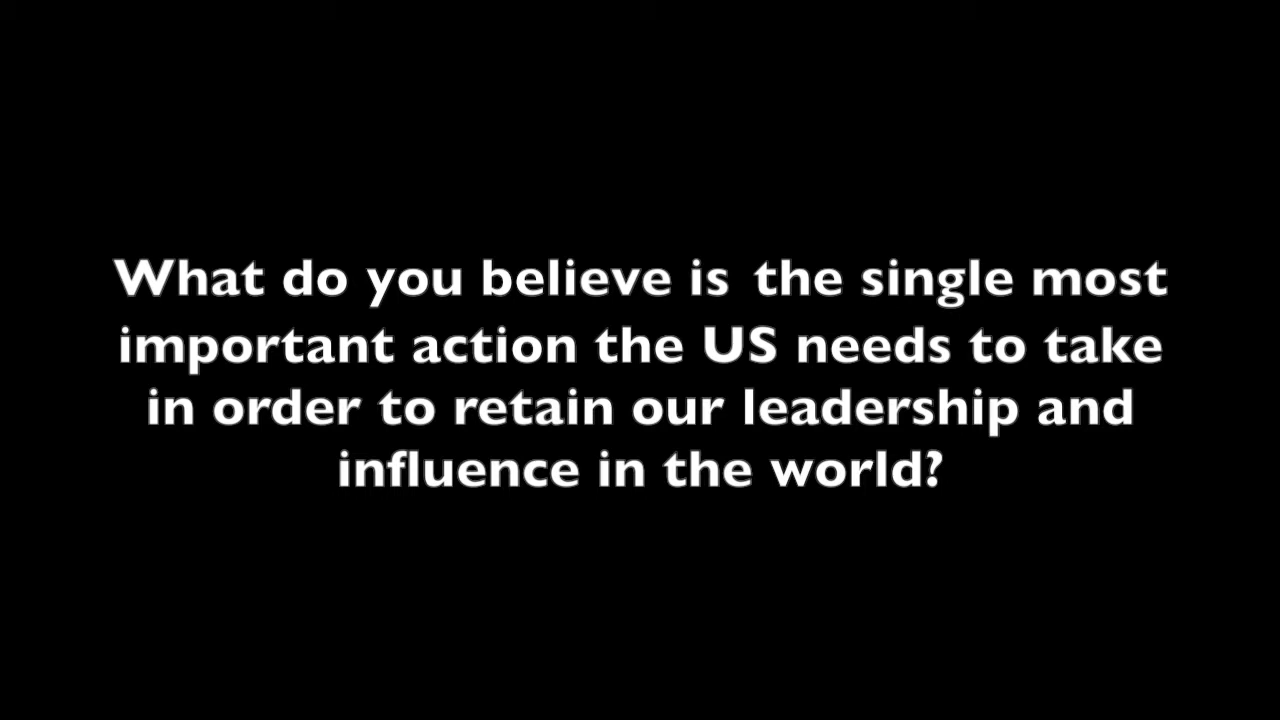 What do you believe is the single most
important action the US needs to take
in order to retain our leadership and
influence in the world?